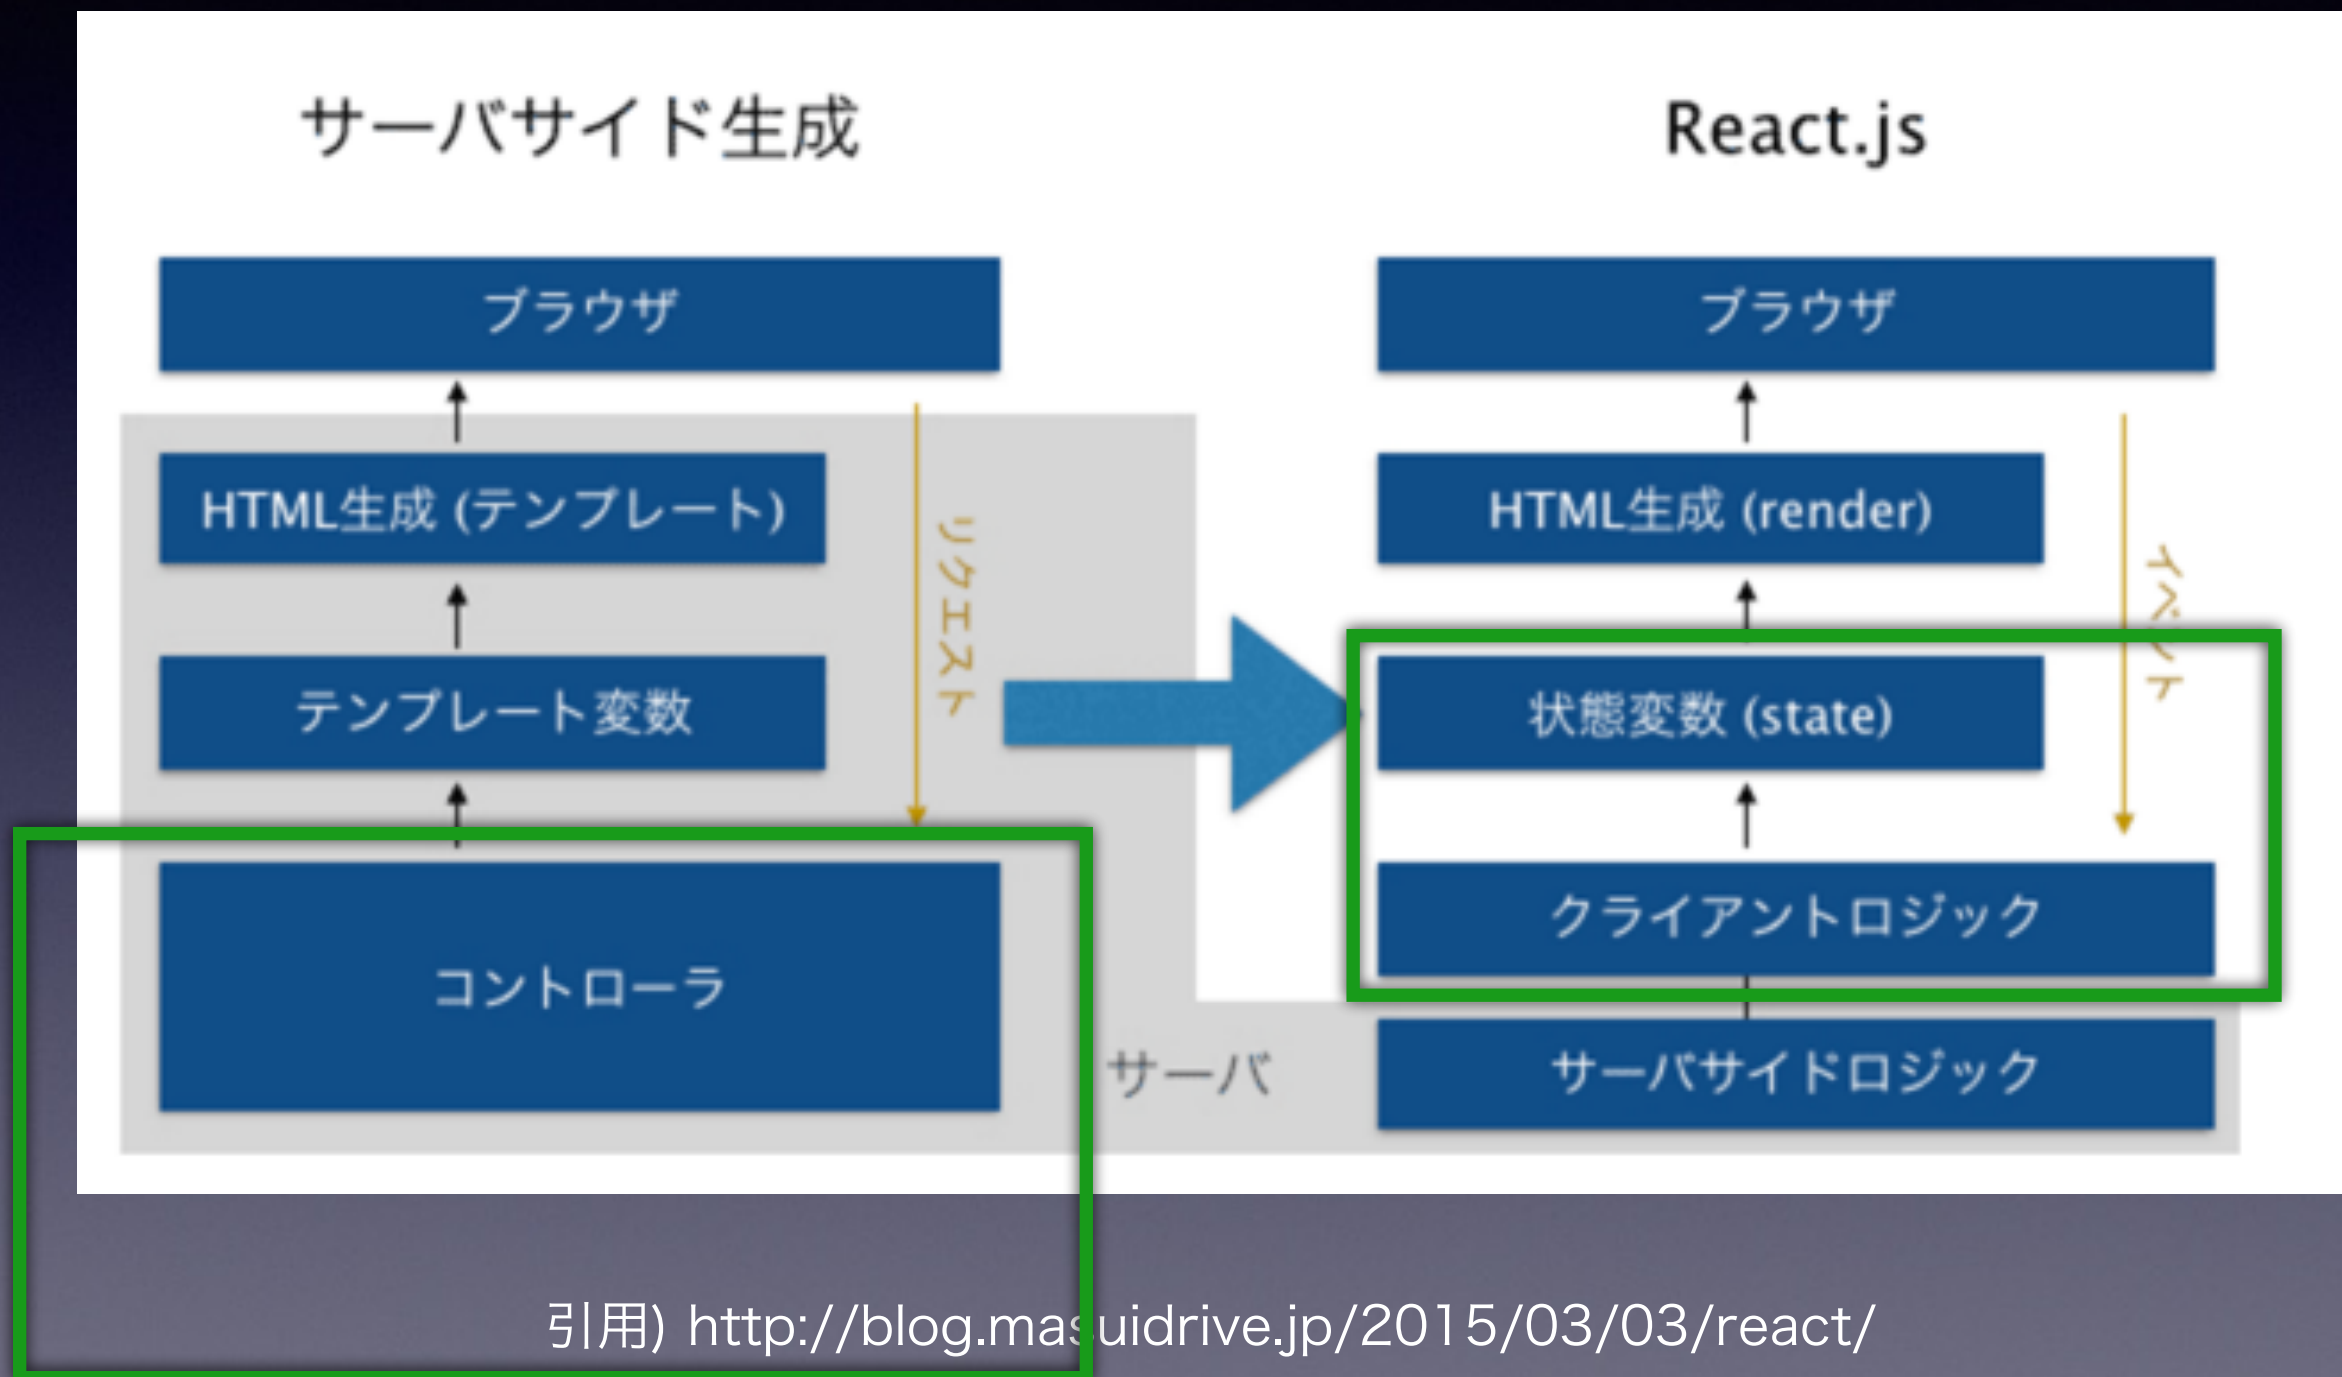 サーバサイド生成
ブラウザ
HTML生成 (テンプレート)
テンプレート変数
コントローラ
リクエスト
サーバ
React.js
ブラウザ
HTML生成 (render)
状態変数 (state)
クライアントロジック
サーバサイドロジック
イベント
引用) http://blog.masuidrive.jp/2015/03/03/react/